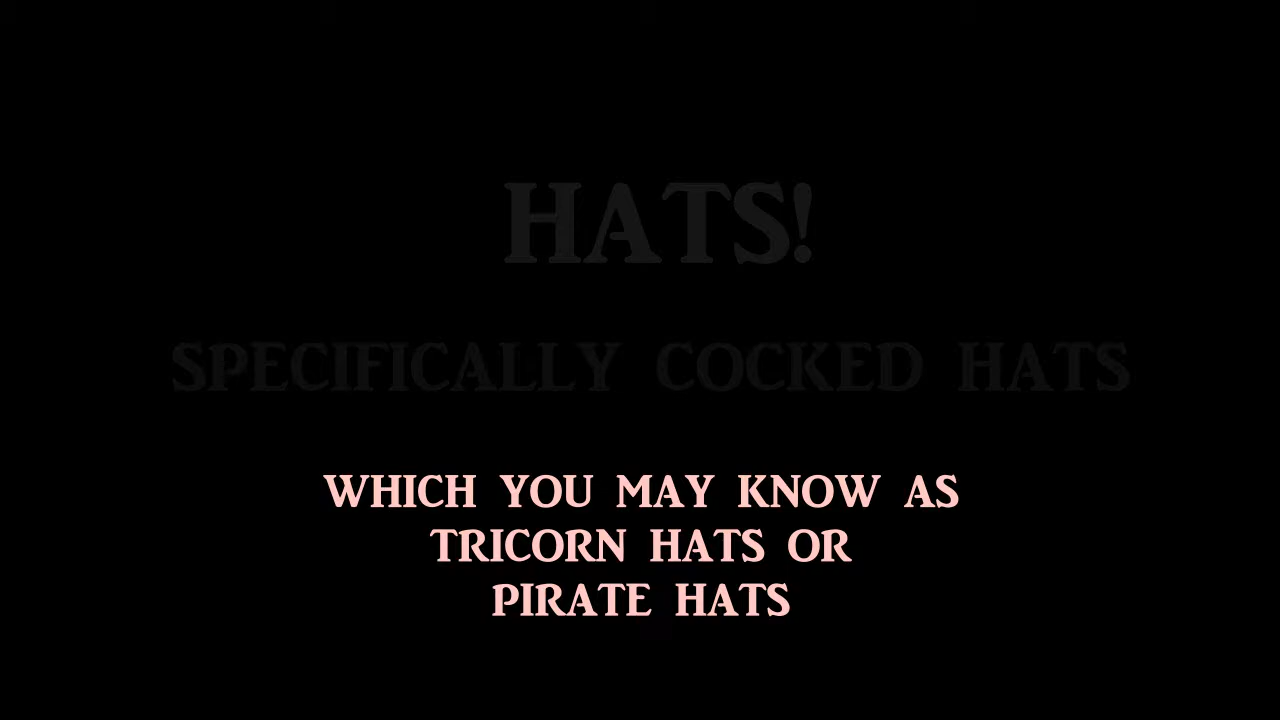 HATS!
SPECIFICALLY COCKED HATS
WHICH YOU MAY KNOW AS
TRICORN HATS OR
PIRATE HATS